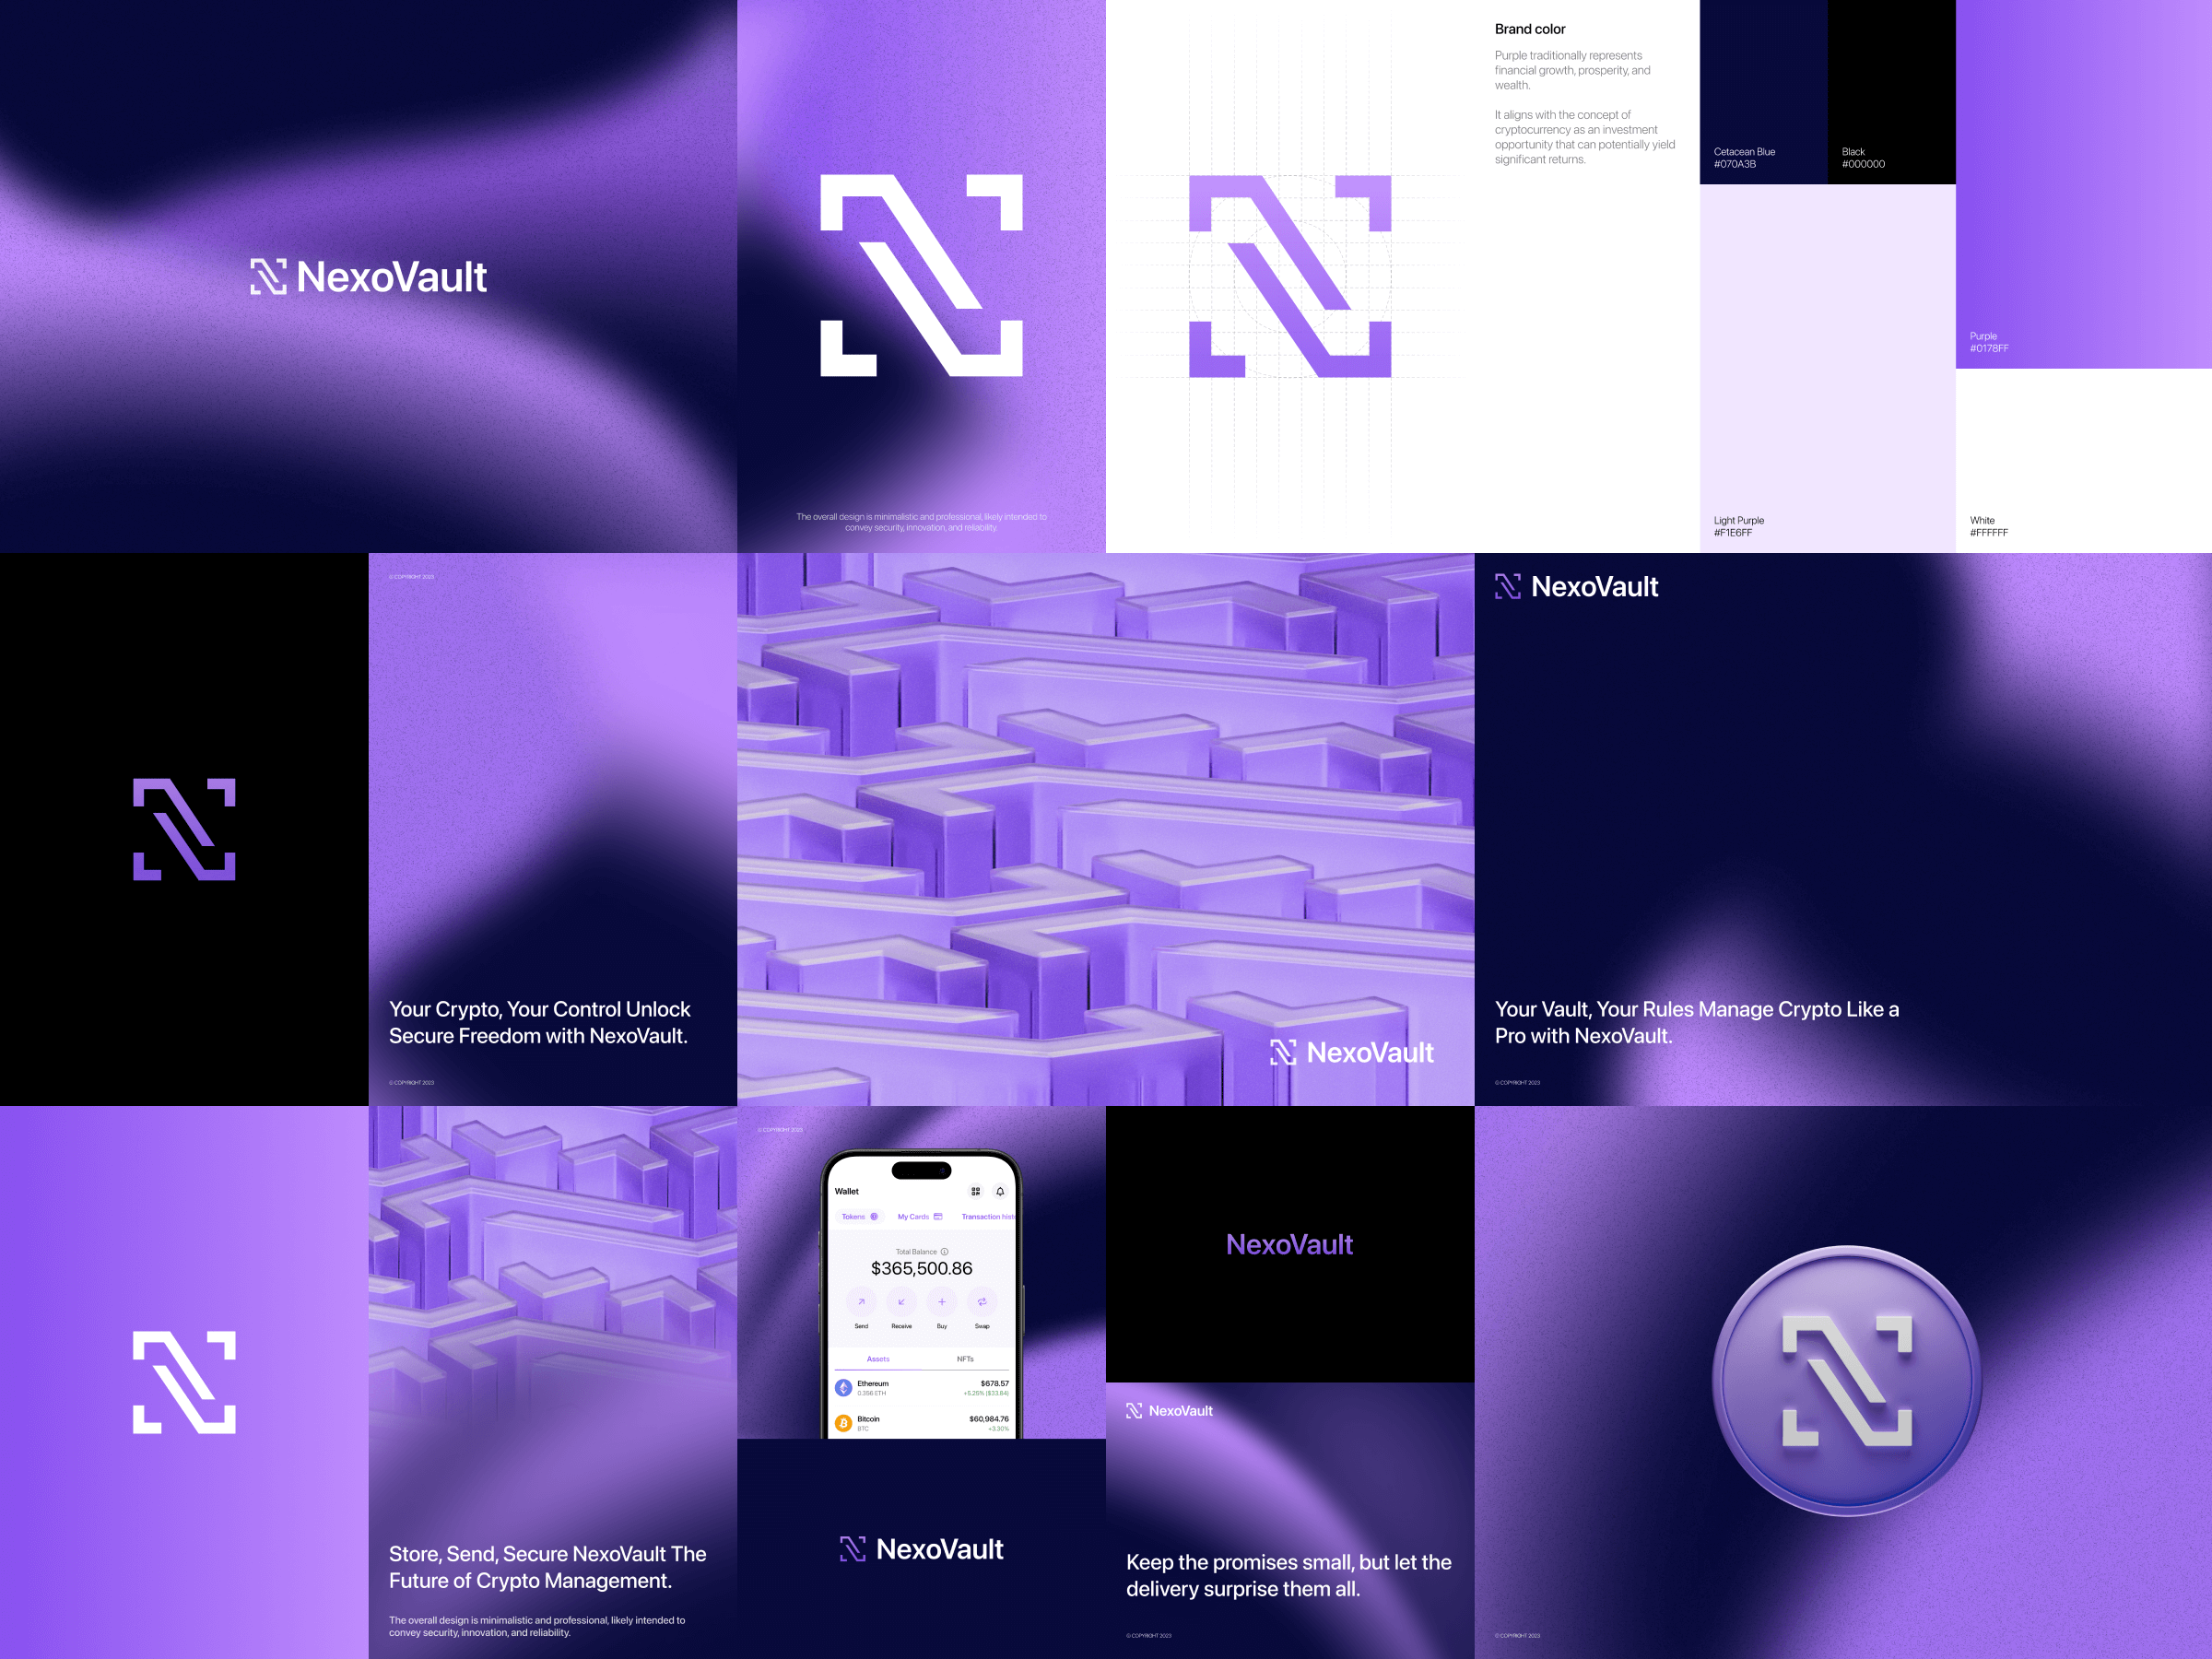 NexoVault
The overall design is minimalistic and professional, likely intended to
convey security, innovation, and reliability.
Brand color
Purple traditionally represents
financial growth, prosperity, and
wealth.
It aligns with the concept of
cryptocurrency as an investment
opportunity that can potentially yield
significant returns.
Cetacean Blue
#070A3B
Black
#000000
Purple
#0178FF
Light Purple
#F1E6FF
White
#FFFFFF
© COPYRIGHT 2023
Your Crypto, Your Control Unlock
Secure Freedom with NexoVault.
© COPYRIGHT 2023
NexoVault
NexoVault
Your Vault, Your Rules Manage Crypto Like a
Pro with NexoVault.
© COPYRIGHT 2023
Store, Send, Secure NexoVault The
Future of Crypto Management.
The overall design is minimalistic and professional, likely intended to
convey security, innovation, and reliability.
© COPYRIGHT 2023
Wallet
Tokens My Cards Transaction histo
Total Balance
$365,500.86
Send Receive Buy Swap
Assets NFTs
Ethereum $678.57
0.356 ETH +5.25% ($33.84)
Bitcoin $60,984.76
BTC +3.30%
NexoVault
NexoVault
NexoVault
Keep the promises small, but let the
delivery surprise them all.
© COPYRIGHT 2023
© COPYRIGHT 2023